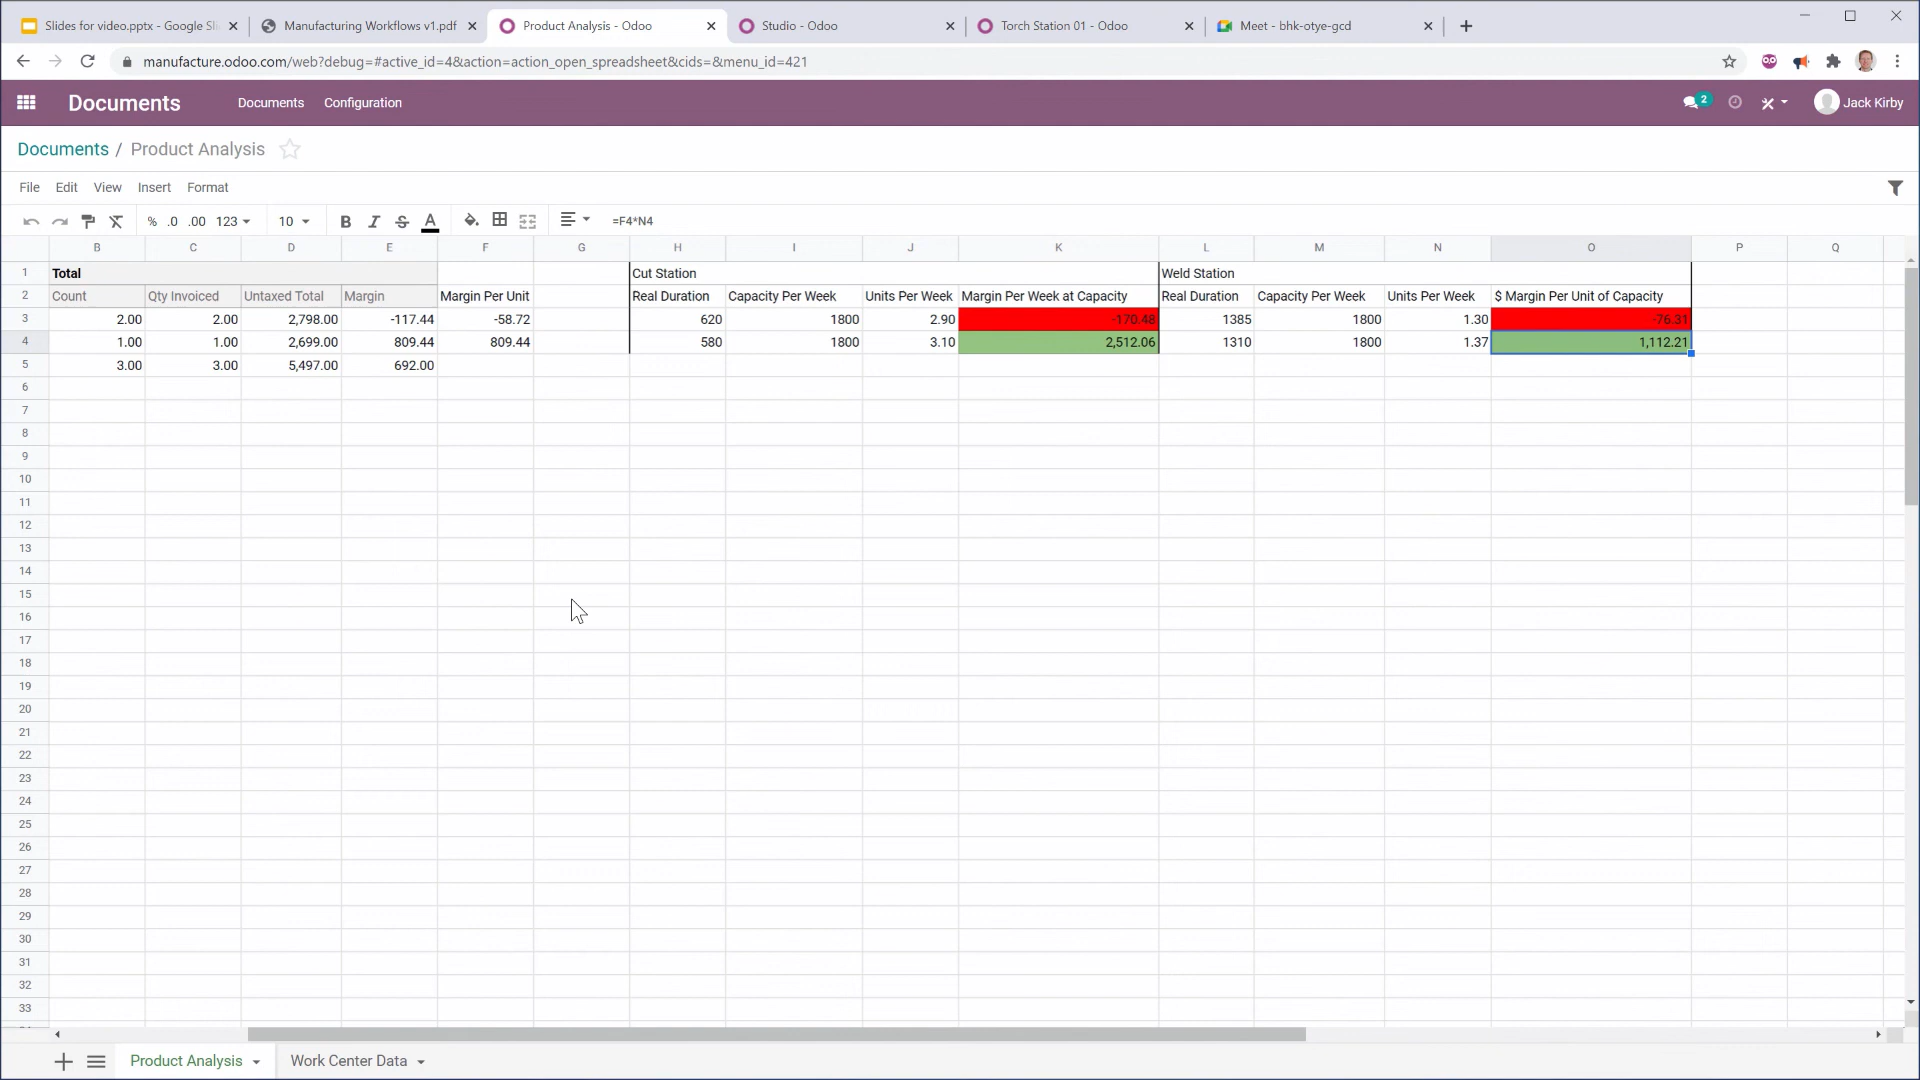 Slides for video.pptx - Google Sli
Manufacturing Workflows v1.pdf
Product Analysis - Odoo
Studio - Odoo
Torch Station 01 - Odoo
Meet - bhk-otye-gcd
manufacture.odoo.com/web?debug=#active_id=4&action=action_open_spreadsheet&cids=&menu_id=421
Documents Documents Configuration 2 Jack Kirby
Documents / Product Analysis
File Edit View Insert Format
% .0 .00 123 10 B I S A =F4*N4
B C D E F G H I J K L M N O P Q
1 Total Cut Station Weld Station
2 Count Qty Invoiced Untaxed Total Margin Margin Per Unit Real Duration Capacity Per Week Units Per Week Margin Per Week at Capacity Real Duration Capacity Per Week Units Per Week $ Margin Per Unit of Capacity
3 2.00 2.00 2,798.00 -117.44 -58.72 620 1800 2.90 -170.48 1385 1800 1.30 -76.31
4 1.00 1.00 2,699.00 809.44 809.44 580 1800 3.10 2,512.06 1310 1800 1.37 1,112.21
5 3.00 3.00 5,497.00 692.00
6
7
8
9
10
11
12
13
14
15
16
17
18
19
20
21
22
23
24
25
26
27
28
29
30
31
32
33
Product Analysis Work Center Data